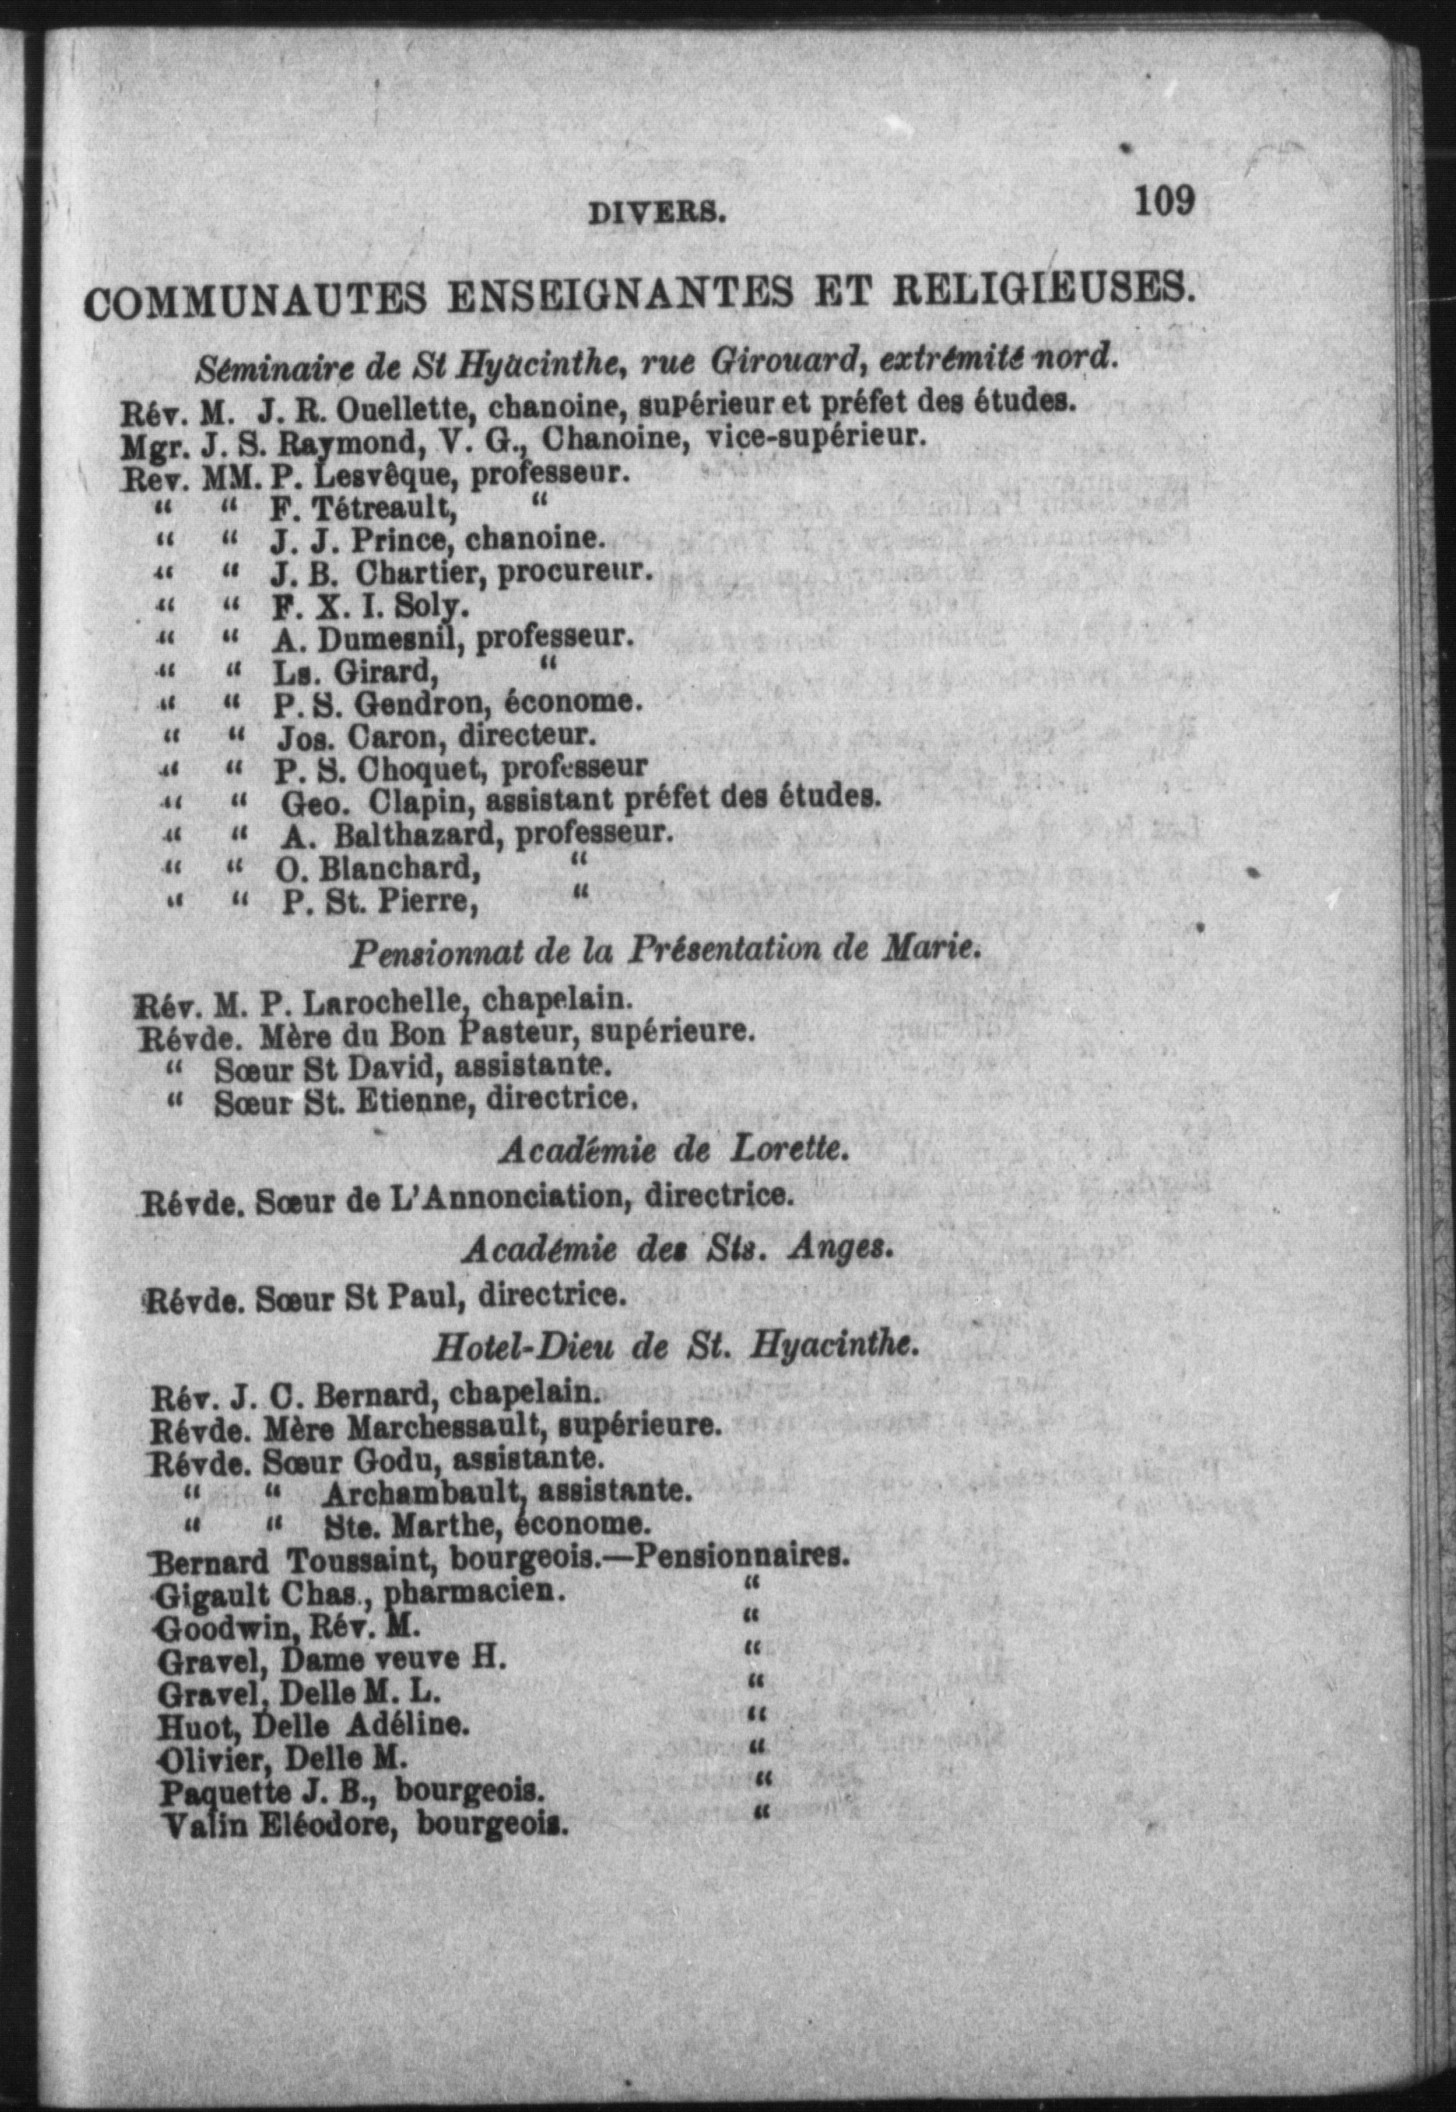 DIVERS. 109
COMMUNAUTES ENSEIGNANTES ET RELIGIEUSES.
Séminaire de St Hyacinthe, rue Girouard, extrémité nord.
Rév. M. J. R. Ouellette, chanoine, supérieur et préfet des études.
Mgr. J. S. Raymond, V. G., Chanoine, vice-supérieur.
Rev. MM. P. Lesvêque, professeur.
“ “ F. Tétreault, “
“ “ J. J. Prince, chanoine.
“ “ J. B. Chartier, procureur.
“ “ F. X. I. Soly.
“ “ A. Dumesnil, professeur.
“ “ Ls. Girard, “
“ “ P. S. Gendron, économe.
“ “ Jos. Caron, directeur.
“ “ P. S. Choquet, professeur
“ “ Geo. Clapin, assistant préfet des études.
“ “ A. Balthazard, professeur.
“ “ O. Blanchard, “
“ “ P. St. Pierre, “
Pensionnat de la Présentation de Marie.
Rév. M. P. Larochelle, chapelain.
Révde. Mère du Bon Pasteur, supérieure.
“ Sœur St David, assistante.
“ Sœur St. Etienne, directrice.
Académie de Lorette.
Révde. Sœur de L'Annonciation, directrice.
Académie des Sts. Anges.
Révde. Sœur St Paul, directrice.
Hotel-Dieu de St. Hyacinthe.
Rév. J. C. Bernard, chapelain.
Révde. Mère Marchessault, supérieure.
Révde. Sœur Godu, assistante.
“ “ Archambault, assistante.
“ “ Ste. Marthe, économe.
Bernard Toussaint, bourgeois.—Pensionnaires.
Gigault Chas., pharmacien. “
Goodwin, Rév. M. “
Gravel, Dame veuve H. “
Gravel, Delle M. L. “
Huot, Delle Adéline. “
Olivier, Delle M. “
Paquette J. B., bourgeois. “
Valin Eléodore, bourgeois. “